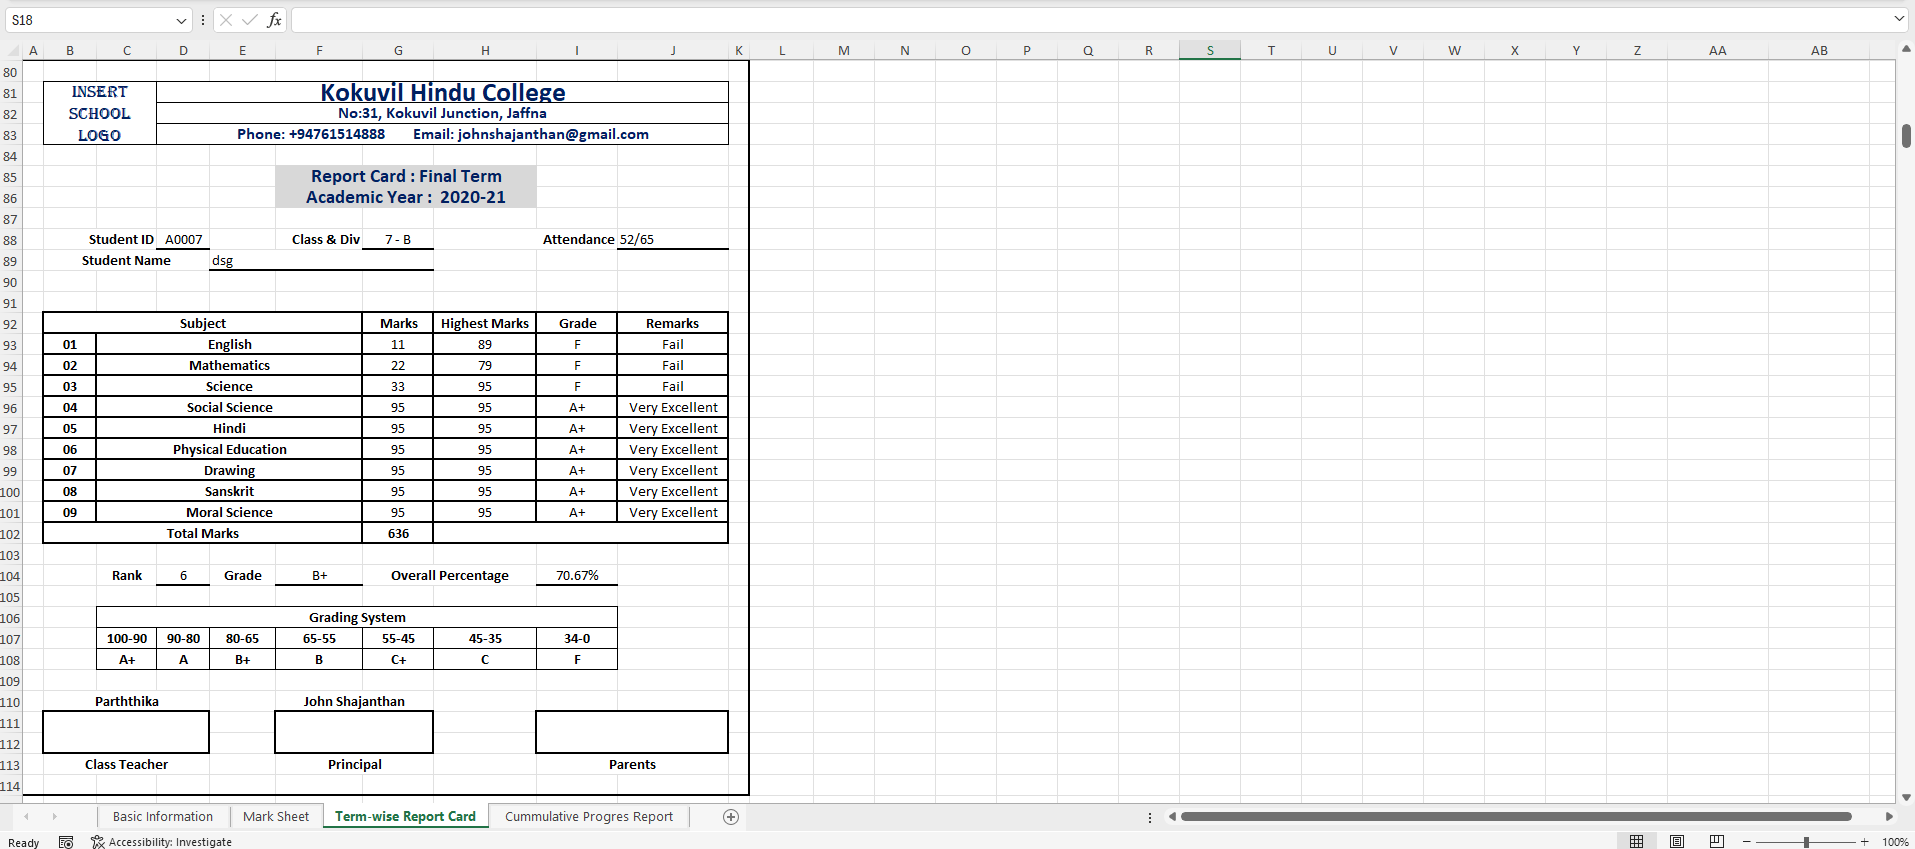 S18 fx
A B C D E F G H I J K L M N O P Q R S T U V W X Y Z AA AB
80
81 INSERT Kokuvil Hindu College
82 SCHOOL No:31, Kokuvil Junction, Jaffna
83 LOGO Phone: +94761514888 Email: johnshajanthan@gmail.com
84
85 Report Card : Final Term
86 Academic Year : 2020-21
87
88 Student ID A0007 Class & Div 7 - B Attendance 52/65
89 Student Name dsg
90
91
92 Subject Marks Highest Marks Grade Remarks
93 01 English 11 89 F Fail
94 02 Mathematics 22 79 F Fail
95 03 Science 33 95 F Fail
96 04 Social Science 95 95 A+ Very Excellent
97 05 Hindi 95 95 A+ Very Excellent
98 06 Physical Education 95 95 A+ Very Excellent
99 07 Drawing 95 95 A+ Very Excellent
100 08 Sanskrit 95 95 A+ Very Excellent
101 09 Moral Science 95 95 A+ Very Excellent
102 Total Marks 636
103
104 Rank 6 Grade B+ Overall Percentage 70.67%
105
106 Grading System
107 100-90 90-80 80-65 65-55 55-45 45-35 34-0
108 A+ A B+ B C+ C F
109
110 Parththika John Shajanthan
111
112
113 Class Teacher Principal Parents
114
Basic Information Mark Sheet Term-wise Report Card Cummulative Progres Report
Ready Accessibility: Investigate 100%